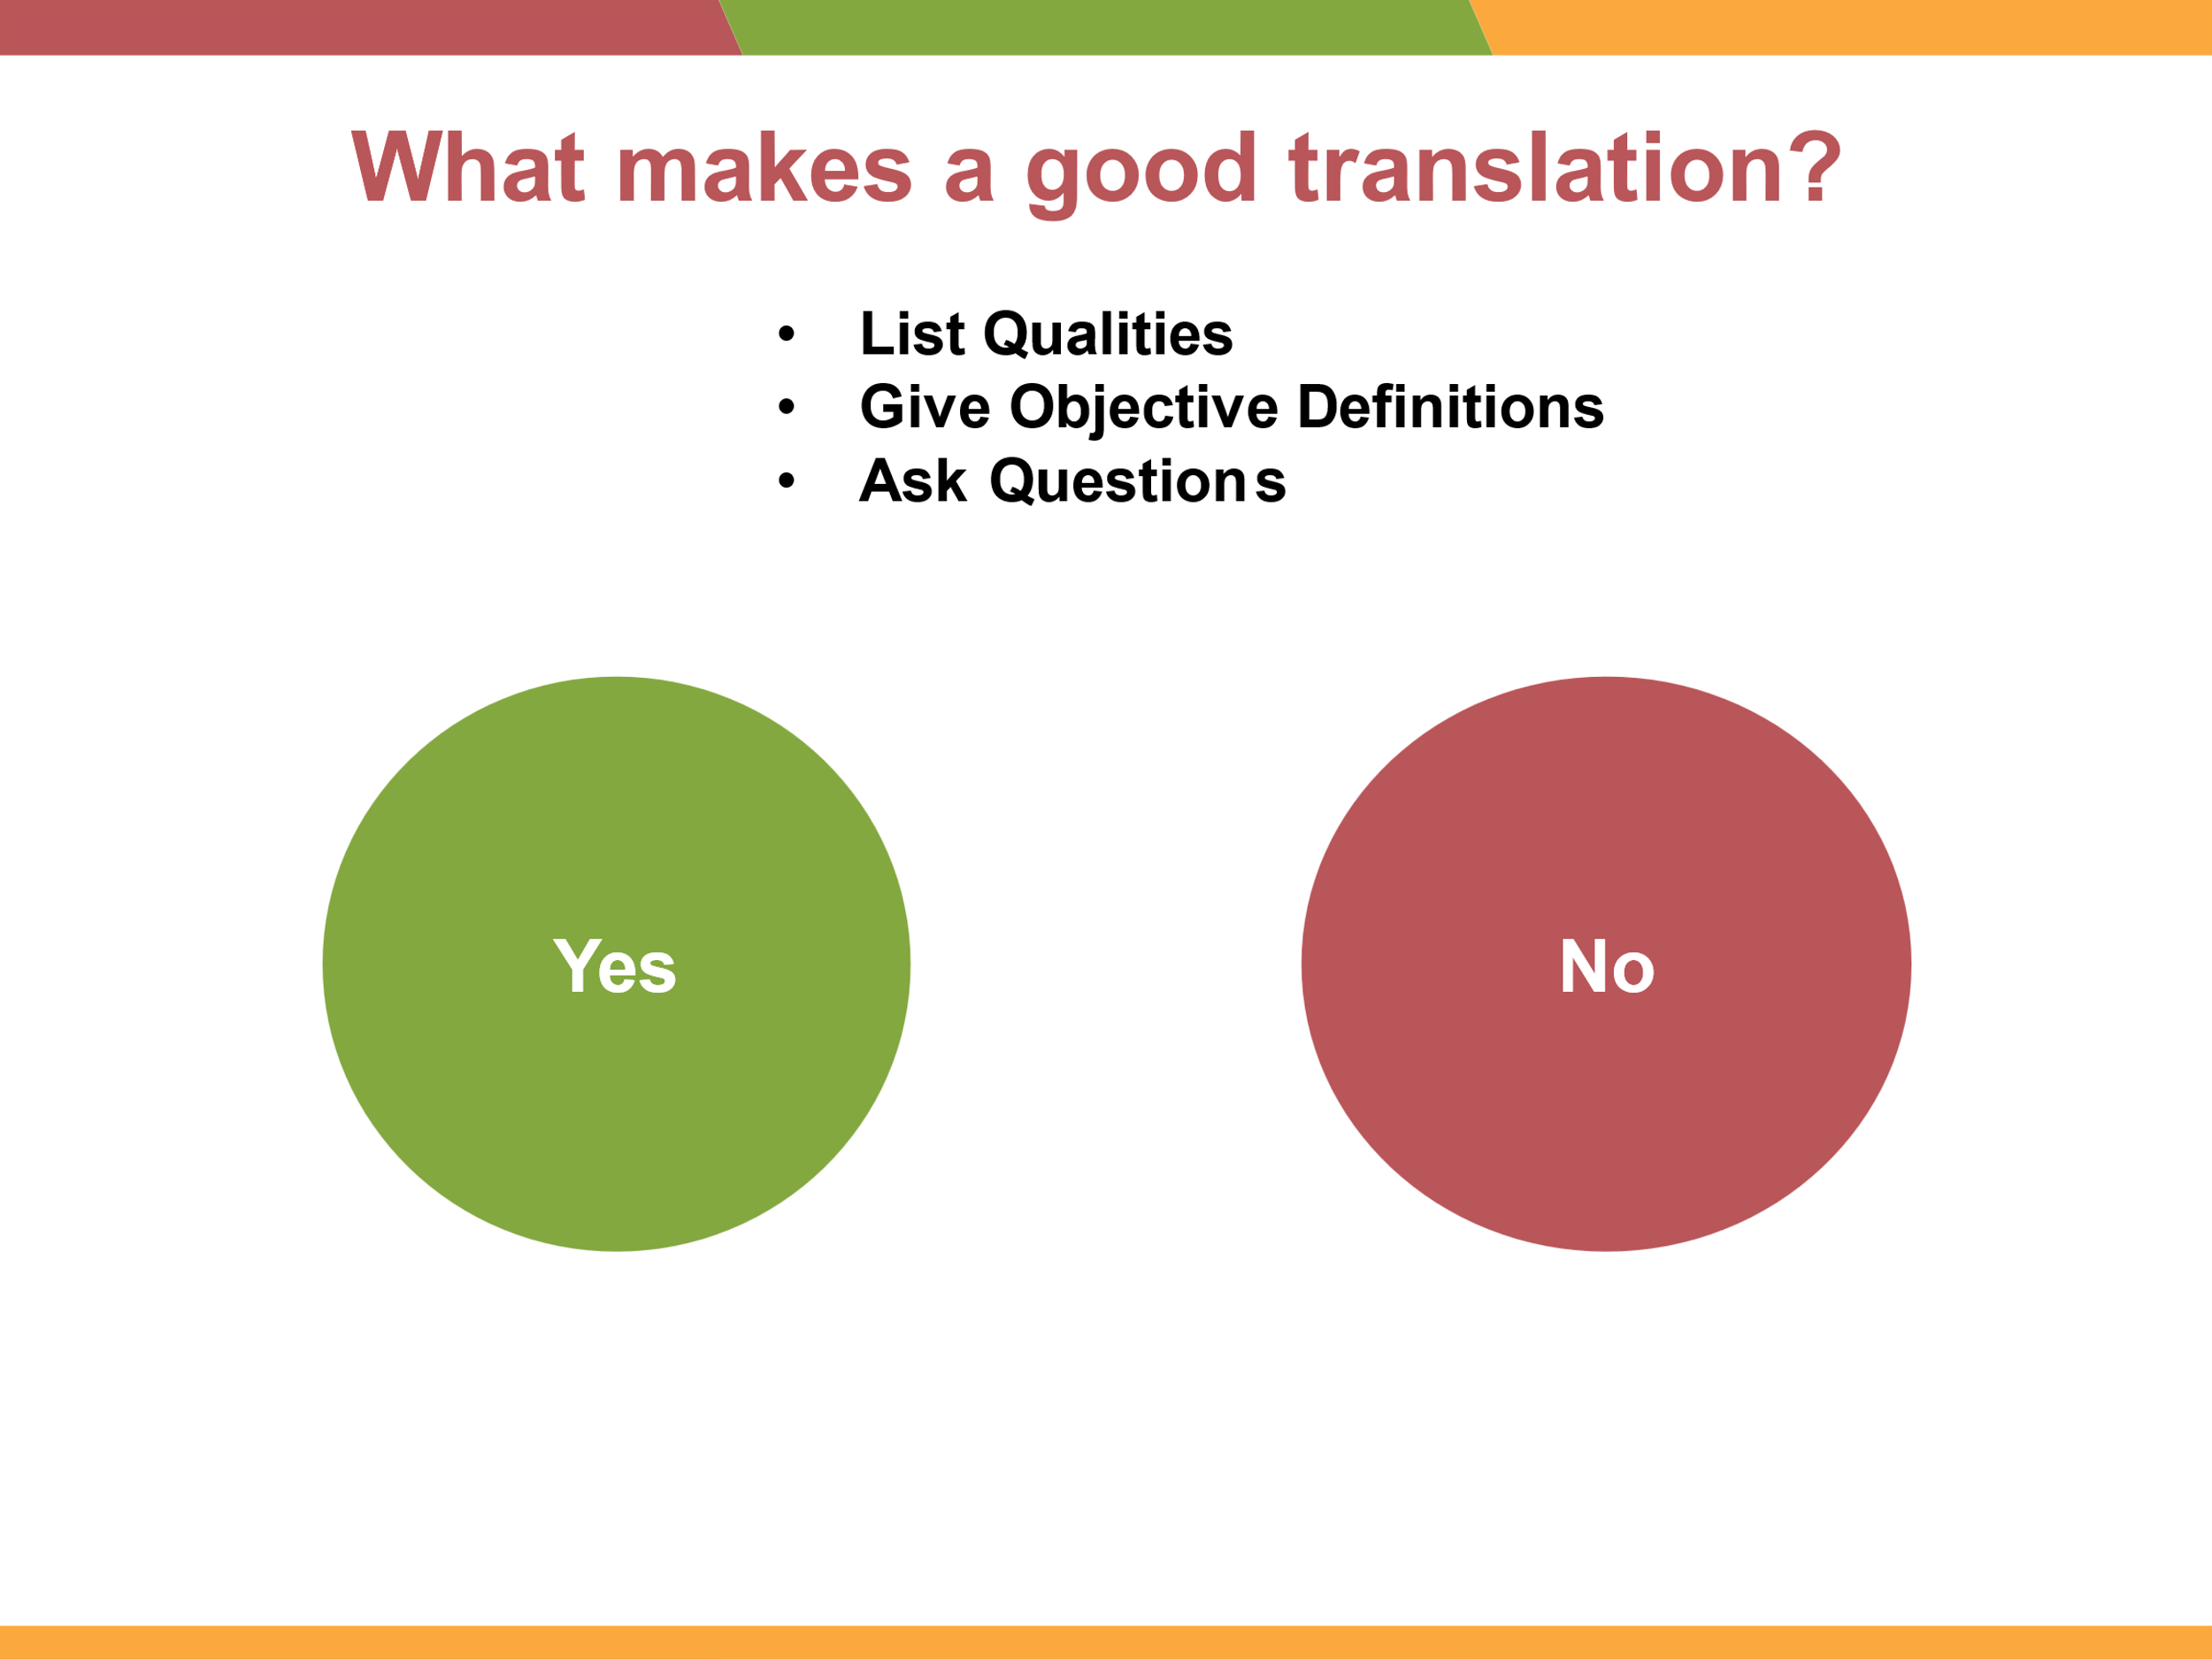 What makes a good translation?
• List Qualities
• Give Objective Definitions
• Ask Questions
Yes
No